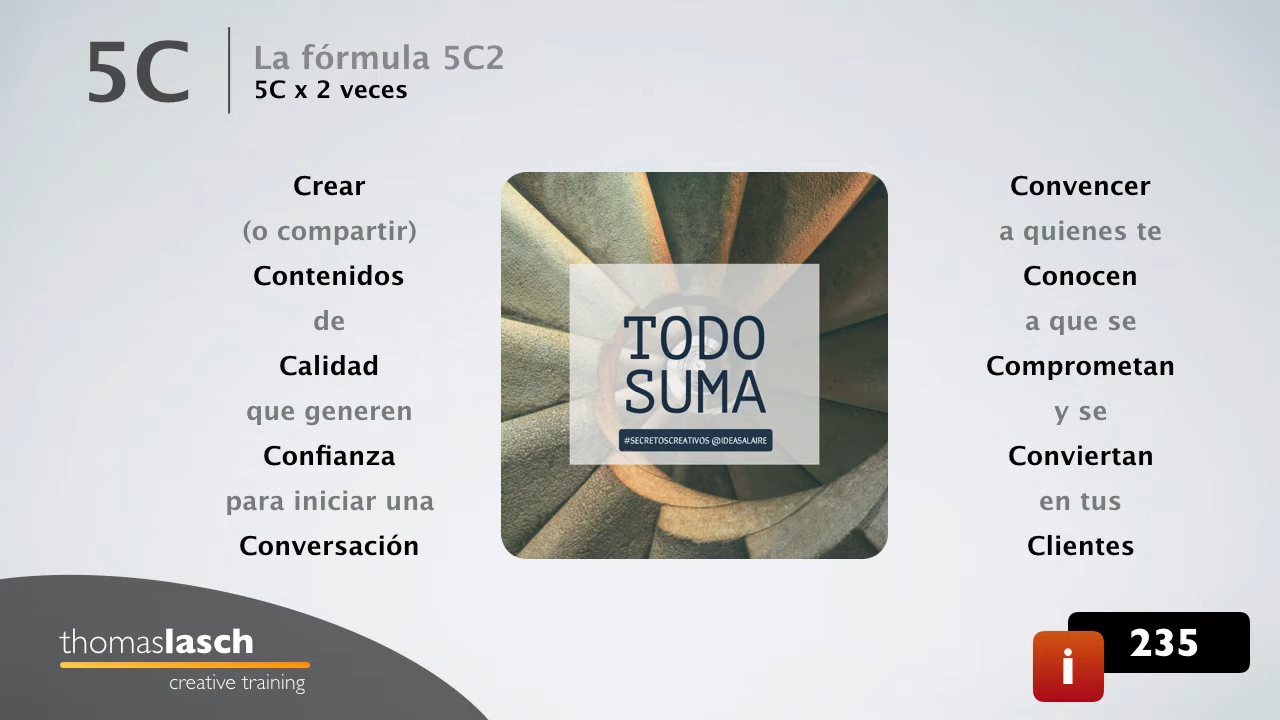 5C
La fórmula 5C2
5C x 2 veces
Crear
(o compartir)
Contenidos
de
Calidad
que generen
Confianza
para iniciar una
Conversación
TODO
SUMA
#SECRETOSCREATIVOS @IDEASALAIRE
Convencer
a quienes te
Conocen
a que se
Comprometan
y se
Conviertan
en tus
Clientes
thomaslasch
creative training
i
235